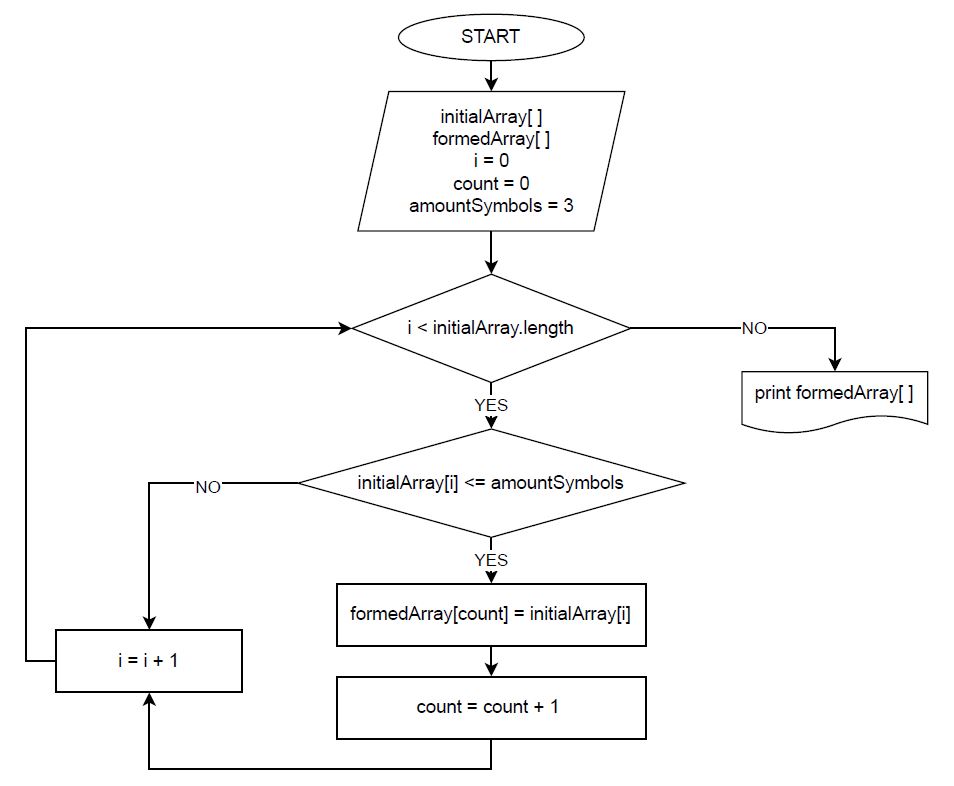 START
initialArray[ ]
formedArray[ ]
i = 0
count = 0
amountSymbols = 3
i < initialArray.length
NO
print formedArray[ ]
YES
initialArray[i] <= amountSymbols
NO
YES
formedArray[count] = initialArray[i]
i = i + 1
count = count + 1